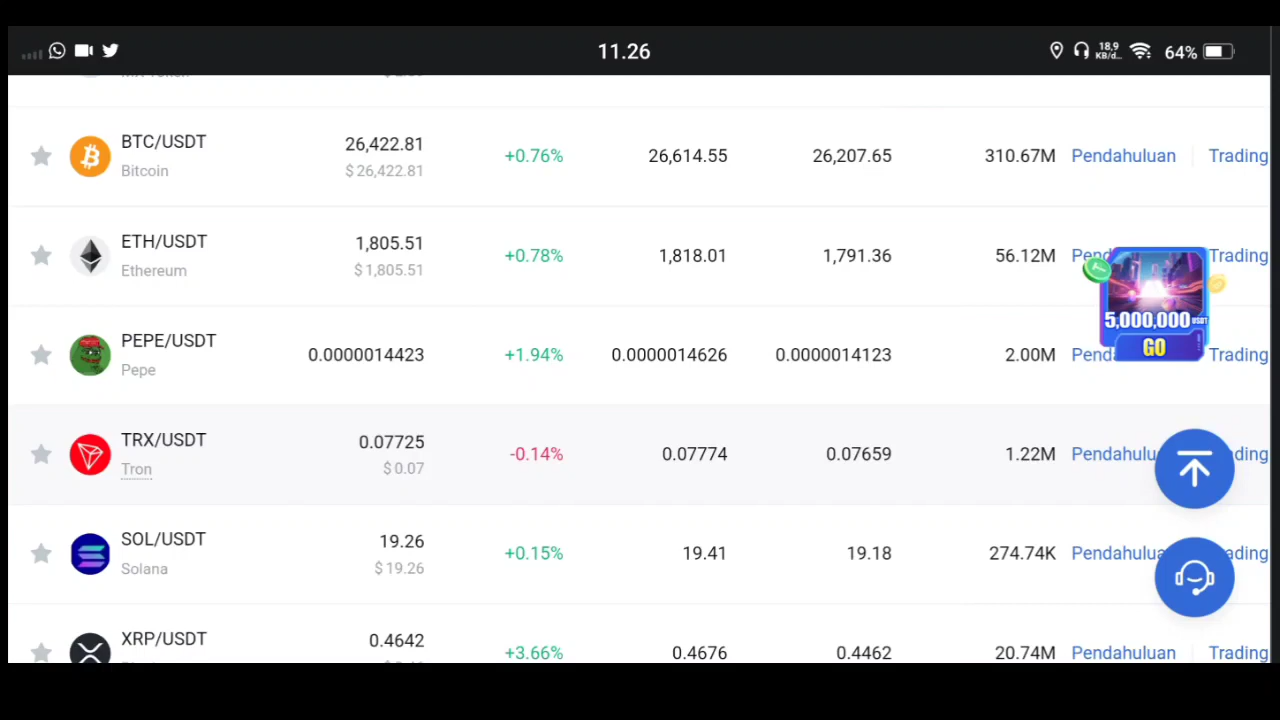 11.26
18,9
KB/d...
64%
BTC/USDT
Bitcoin
26,422.81
$ 26,422.81
+0.76%
26,614.55
26,207.65
310.67M
Pendahuluan
Trading
ETH/USDT
Ethereum
1,805.51
$ 1,805.51
+0.78%
1,818.01
1,791.36
56.12M
Trading
5,000,000 USDT
GO
PEPE/USDT
Pepe
0.0000014423
+1.94%
0.0000014626
0.0000014123
2.00M
Trading
TRX/USDT
Tron
0.07725
$ 0.07
-0.14%
0.07774
0.07659
1.22M
SOL/USDT
Solana
19.26
$ 19.26
+0.15%
19.41
19.18
274.74K
XRP/USDT
0.4642
+3.66%
0.4676
0.4462
20.74M
Pendahuluan
Trading